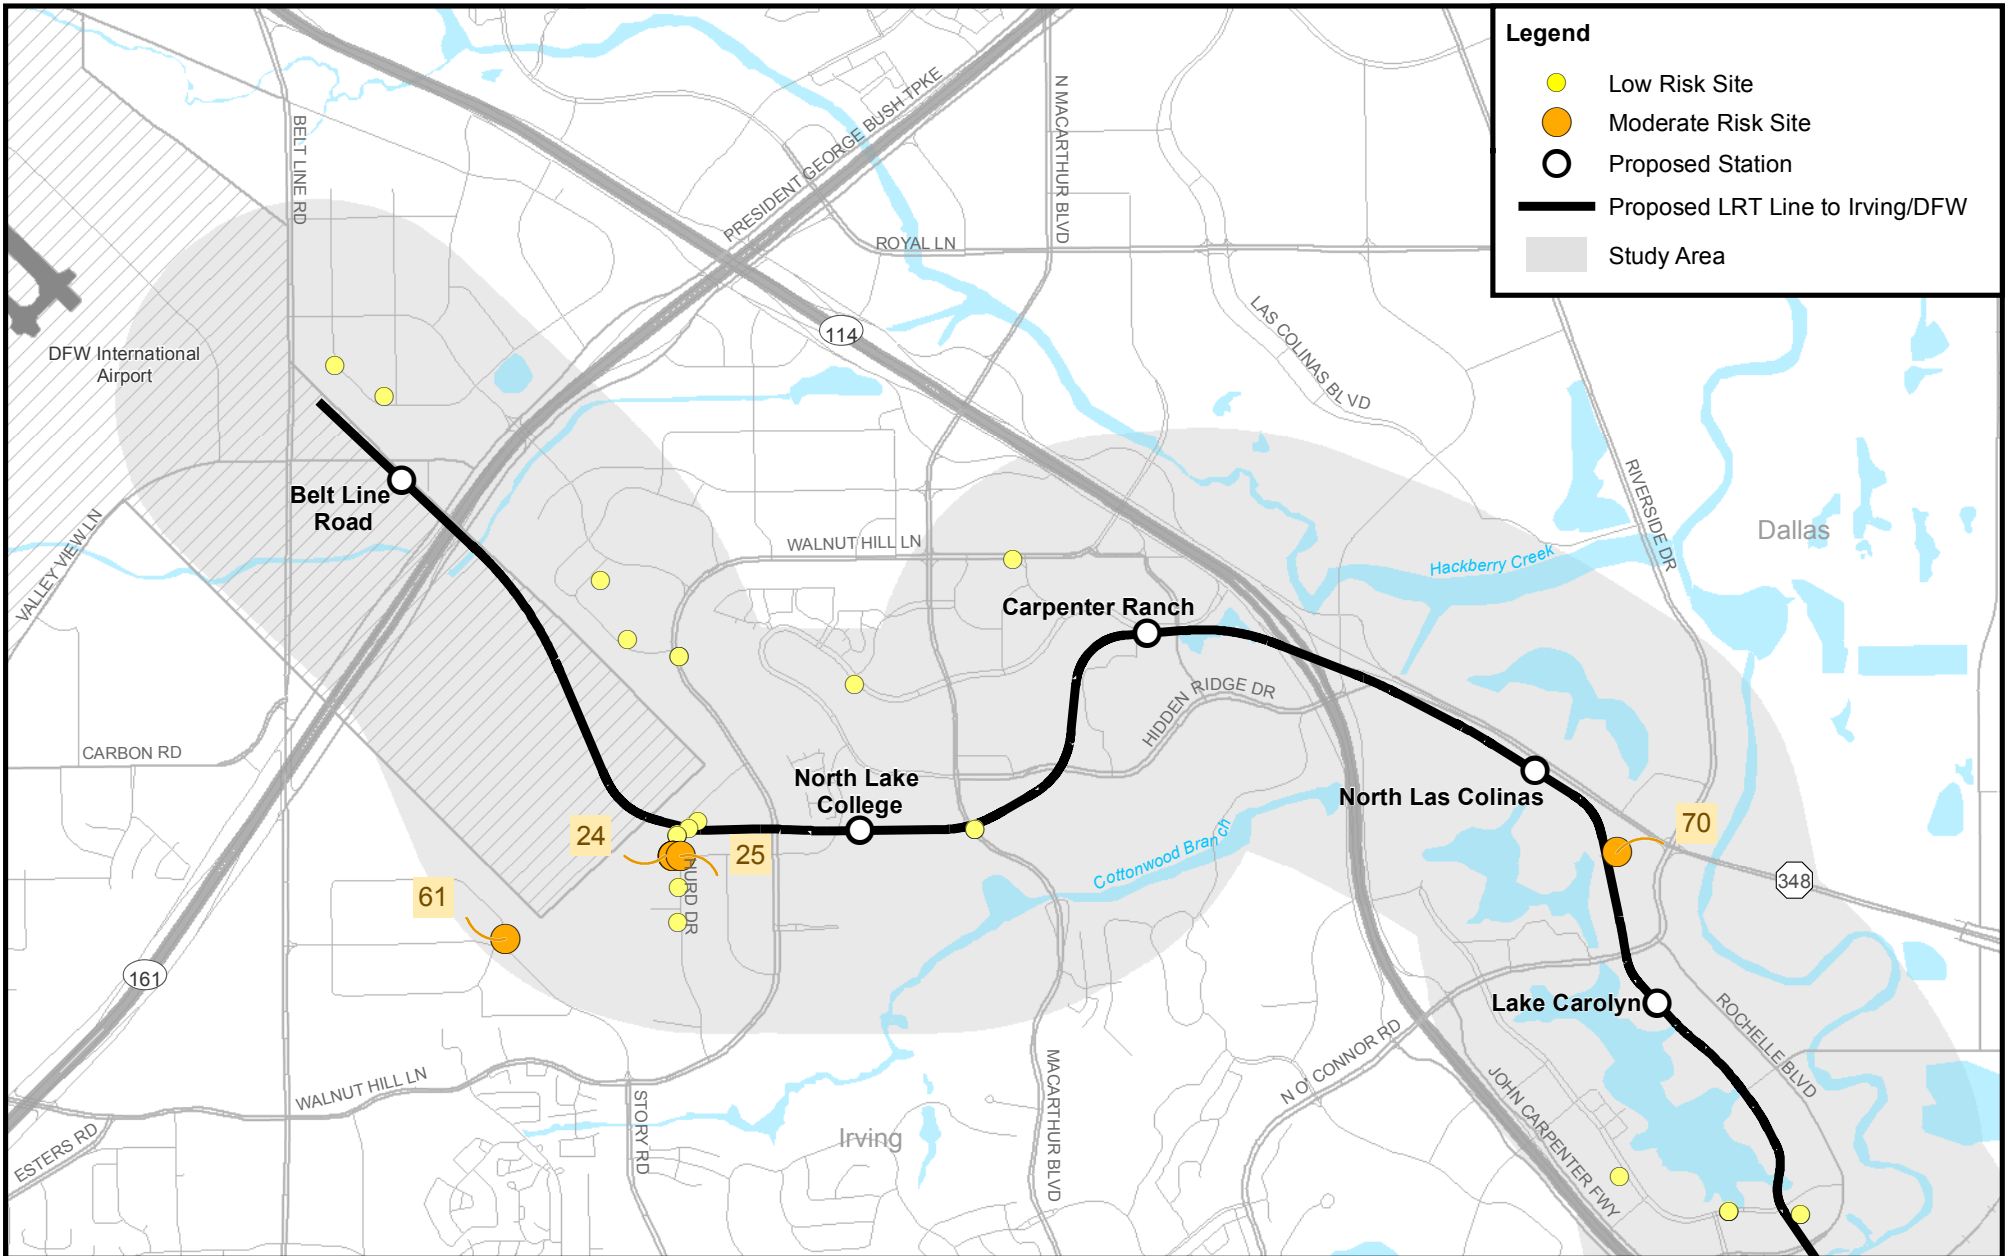 Legend
Low Risk Site
Moderate Risk Site
Proposed Station
Proposed LRT Line to Irving/DFW
Study Area
BELT LINE RD
PRESIDENT GEORGE BUSH TPKE
N MACARTHUR BLVD
ROYAL LN
114
LAS COLINAS BLVD
DFW International
Airport
RIVERSIDE DR
Dallas
Belt Line
Road
VALLEY VIEW LN
WALNUT HILL LN
Hackberry Creek
Carpenter Ranch
HIDDEN RIDGE DR
CARBON RD
North Lake
College
North Las Colinas
24
25
70
HURD DR
Cottonwood Branch
348
61
161
Lake Carolyn
ROCHELLE BLVD
N O' CONNOR RD
WALNUT HILL LN
STORY RD
MACARTHUR BLVD
JOHN CARPENTER FWY
ESTERS RD
Irving